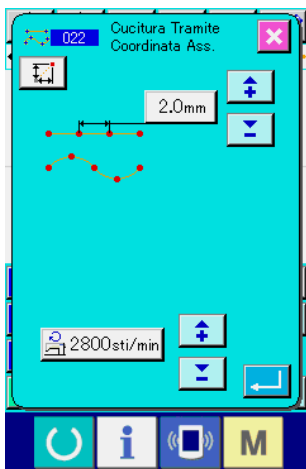 022 Cucitura Tramite
Coordinata Ass.
2.0mm
2800sti/min
i M